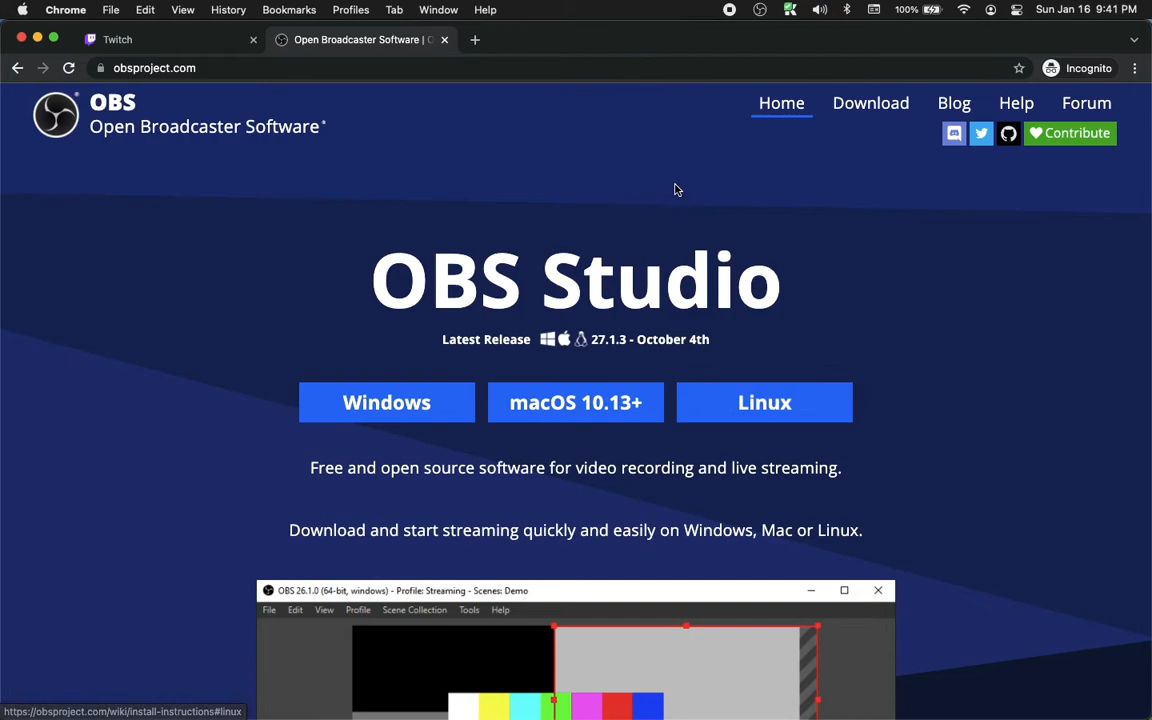 Chrome File Edit View History Bookmarks Profiles Tab Window Help 100% Sun Jan 16 9:41 PM
Twitch Open Broadcaster Software |
obsproject.com Incognito
OBS
Open Broadcaster Software
Home Download Blog Help Forum
Contribute
OBS Studio
Latest Release 27.1.3 - October 4th
Windows macOS 10.13+ Linux
Free and open source software for video recording and live streaming.
Download and start streaming quickly and easily on Windows, Mac or Linux.
OBS 26.1.0 (64-bit, windows) - Profile: Streaming - Scenes: Demo
File Edit View Profile Scene Collection Tools Help
https://obsproject.com/wiki/install-instructions#linux